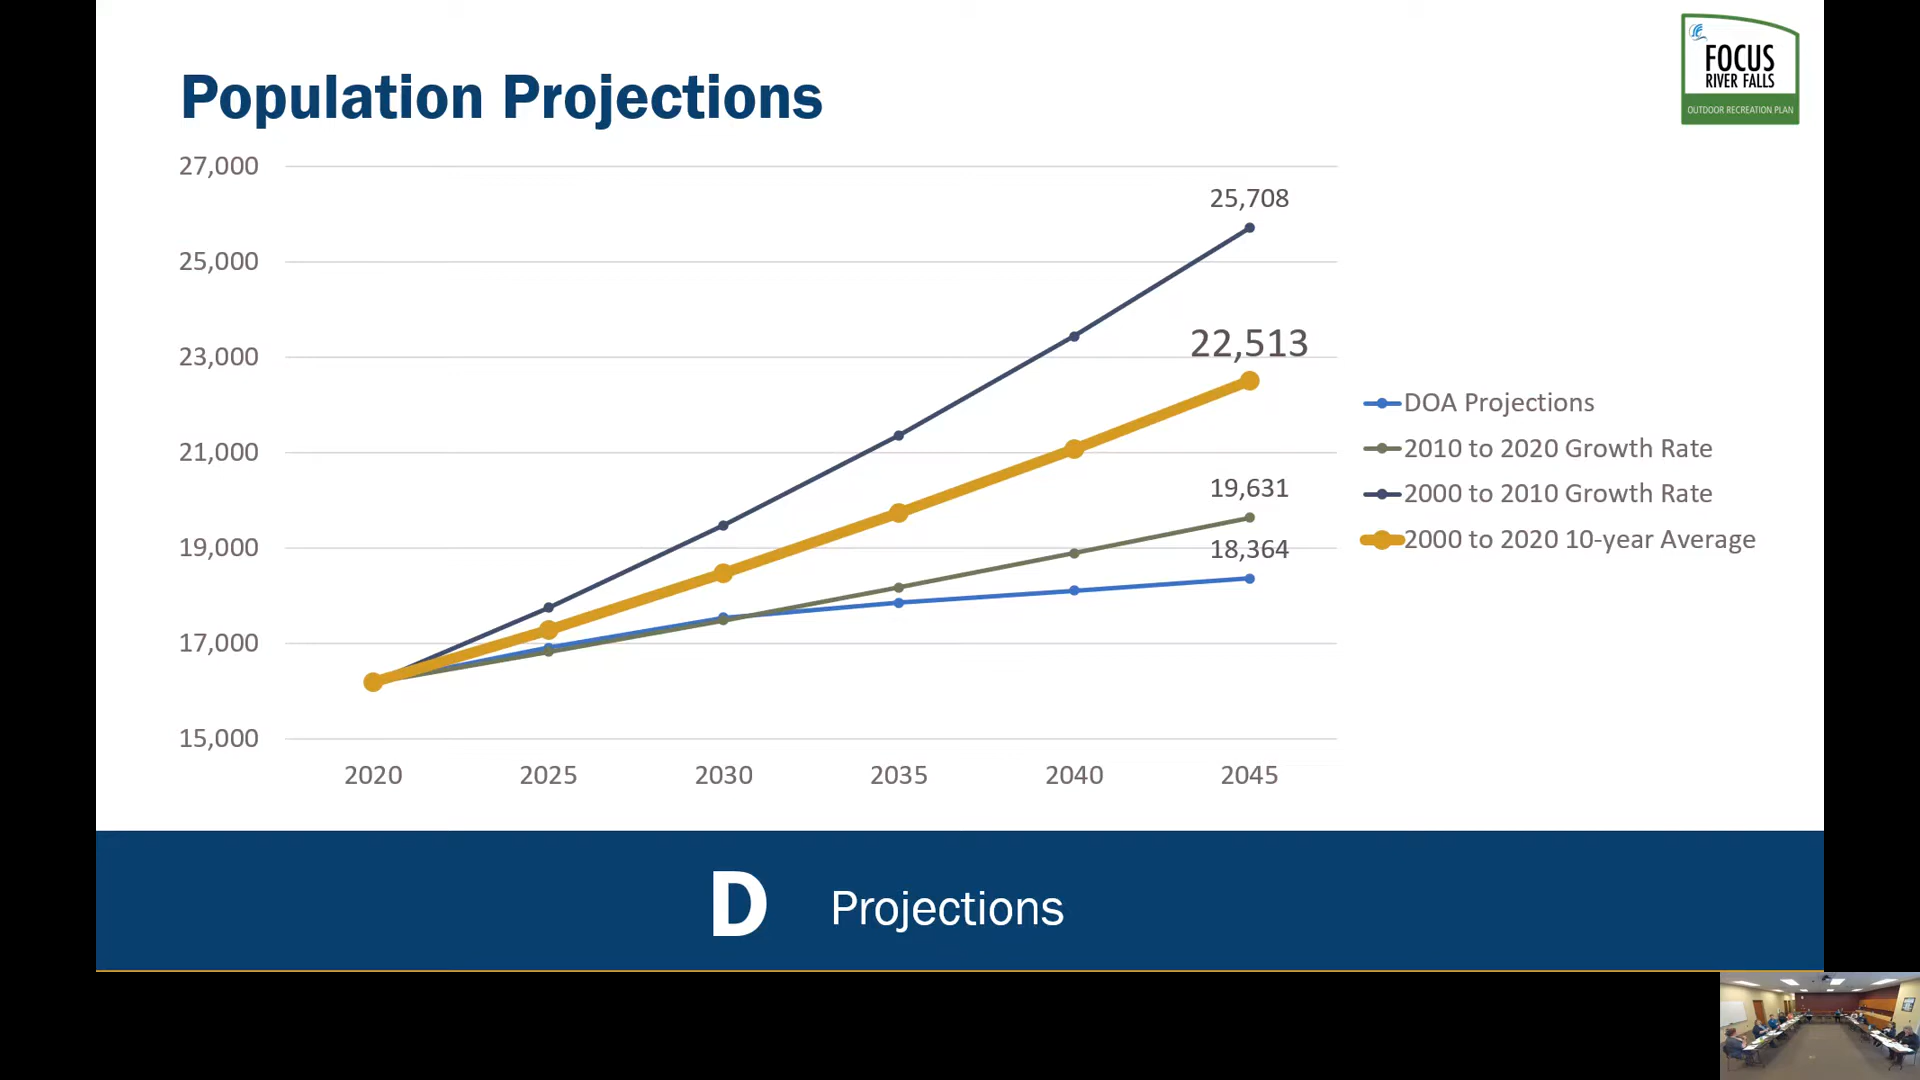 Population Projections
FOCUS
RIVER FALLS
OUTDOOR RECREATION PLAN
27,000
25,000
23,000
21,000
19,000
17,000
15,000
25,708
22,513
19,631
18,364
2020 2025 2030 2035 2040 2045
DOA Projections
2010 to 2020 Growth Rate
2000 to 2010 Growth Rate
2000 to 2020 10-year Average
D Projections